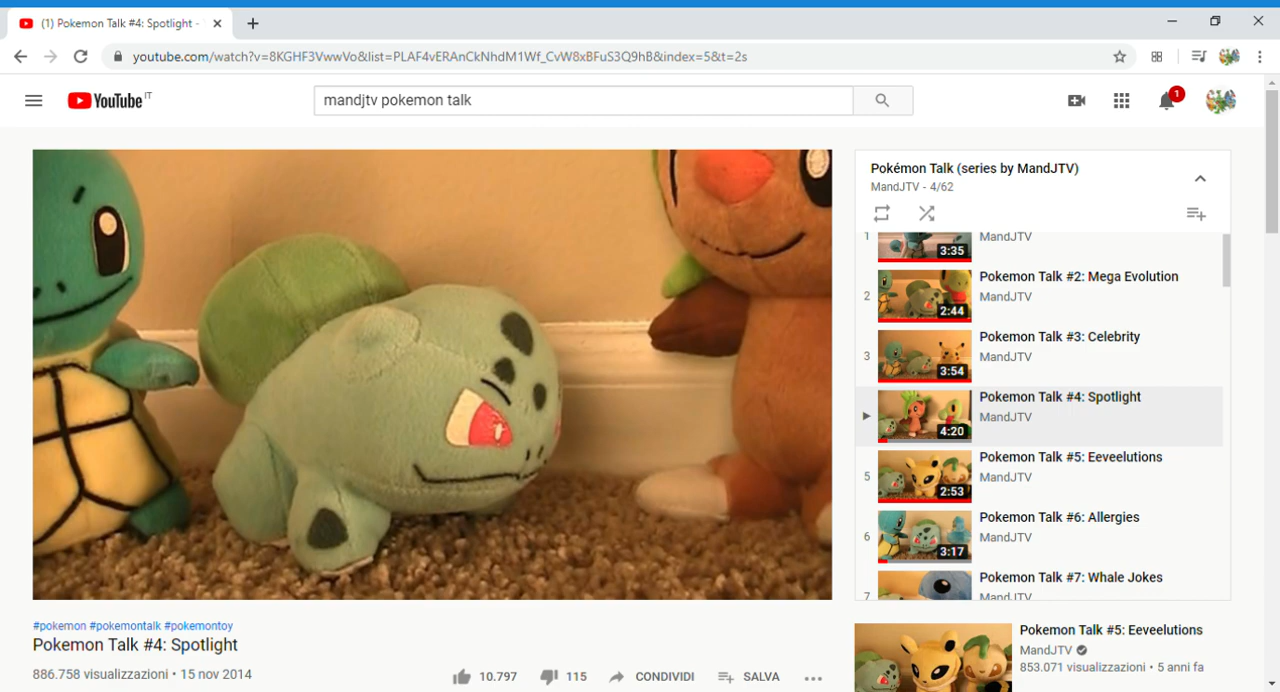 (1) Pokemon Talk #4: Spotlight -
youtube.com/watch?v=8KGHF3VwwVo&list=PLAF4vERAnCkNhdM1Wf_CvW8xBFuS3Q9hB&index=5&t=2s
YouTube IT
mandjtv pokemon talk
1
Pokémon Talk (series by MandJTV)
MandJTV - 4/62
1
3:35
MandJTV
2
2:44
Pokemon Talk #2: Mega Evolution
MandJTV
3
3:54
Pokemon Talk #3: Celebrity
MandJTV
4:20
Pokemon Talk #4: Spotlight
MandJTV
5
2:53
Pokemon Talk #5: Eeveelutions
MandJTV
6
3:17
Pokemon Talk #6: Allergies
MandJTV
7
Pokemon Talk #7: Whale Jokes
MandJTV
#pokemon #pokemontalk #pokemontoy
Pokemon Talk #4: Spotlight
886.758 visualizzazioni • 15 nov 2014
10.797
115
CONDIVIDI
SALVA
Pokemon Talk #5: Eeveelutions
MandJTV
853.071 visualizzazioni • 5 anni fa